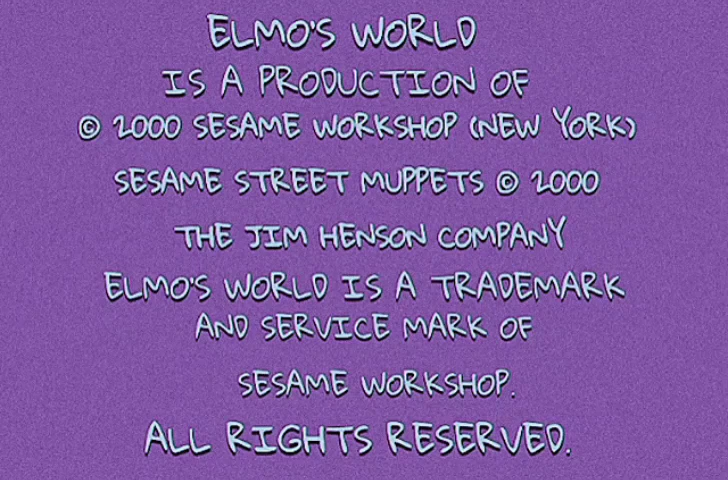 ELMO'S WORLD
IS A PRODUCTION OF
© 2000 SESAME WORKSHOP (NEW YORK)
SESAME STREET MUPPETS © 2000
THE JIM HENSON COMPANY
ELMO'S WORLD IS A TRADEMARK
AND SERVICE MARK OF
SESAME WORKSHOP.
ALL RIGHTS RESERVED.